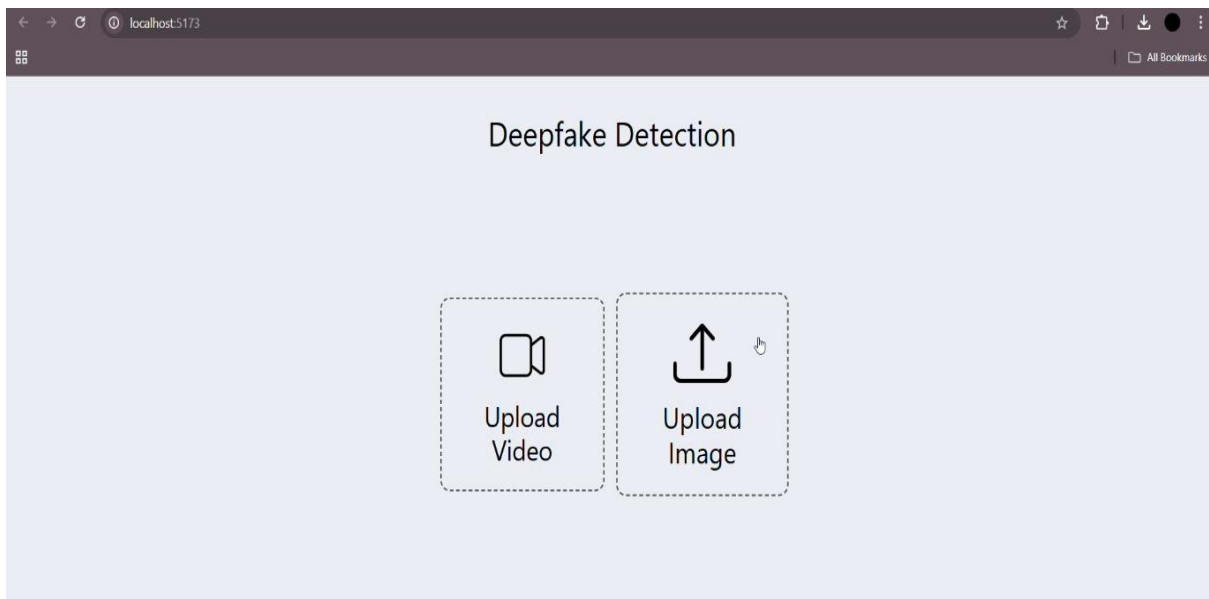 localhost:5173
All Bookmarks
Deepfake Detection
Upload
Video
Upload
Image